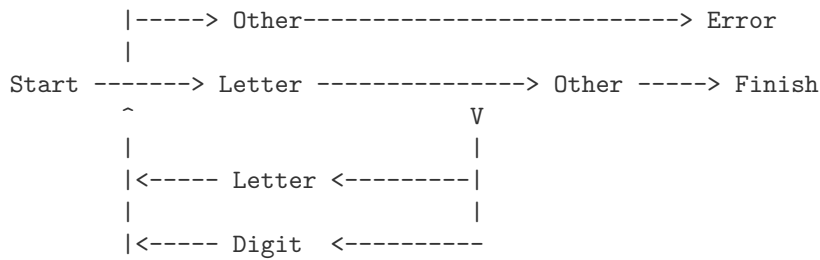 |-----> Other----------------------------> Error
|
Start -------> Letter ----------------> Other -----> Finish
^ V
| |
|<----- Letter <---------|
| |
|<----- Digit <----------